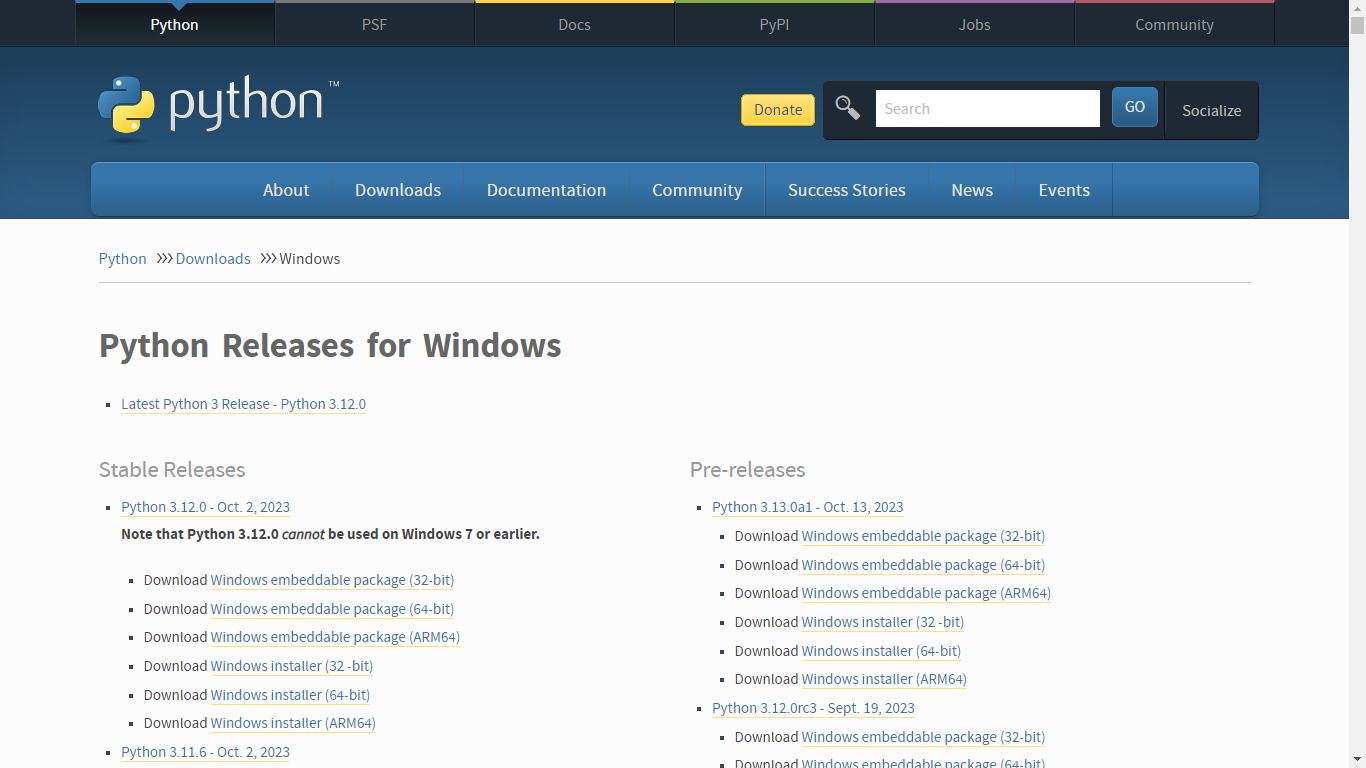 Python
PSF
Docs
PyPI
Jobs
Community
python™
Donate
Search
GO
Socialize
About
Downloads
Documentation
Community
Success Stories
News
Events
Python >>> Downloads >>> Windows
Python Releases for Windows
Latest Python 3 Release - Python 3.12.0
Stable Releases
Python 3.12.0 - Oct. 2, 2023
Note that Python 3.12.0 cannot be used on Windows 7 or earlier.
Download Windows embeddable package (32-bit)
Download Windows embeddable package (64-bit)
Download Windows embeddable package (ARM64)
Download Windows installer (32 -bit)
Download Windows installer (64-bit)
Download Windows installer (ARM64)
Python 3.11.6 - Oct. 2, 2023
Pre-releases
Python 3.13.0a1 - Oct. 13, 2023
Download Windows embeddable package (32-bit)
Download Windows embeddable package (64-bit)
Download Windows embeddable package (ARM64)
Download Windows installer (32 -bit)
Download Windows installer (64-bit)
Download Windows installer (ARM64)
Python 3.12.0rc3 - Sept. 19, 2023
Download Windows embeddable package (32-bit)
Download Windows embeddable package (64-bit)